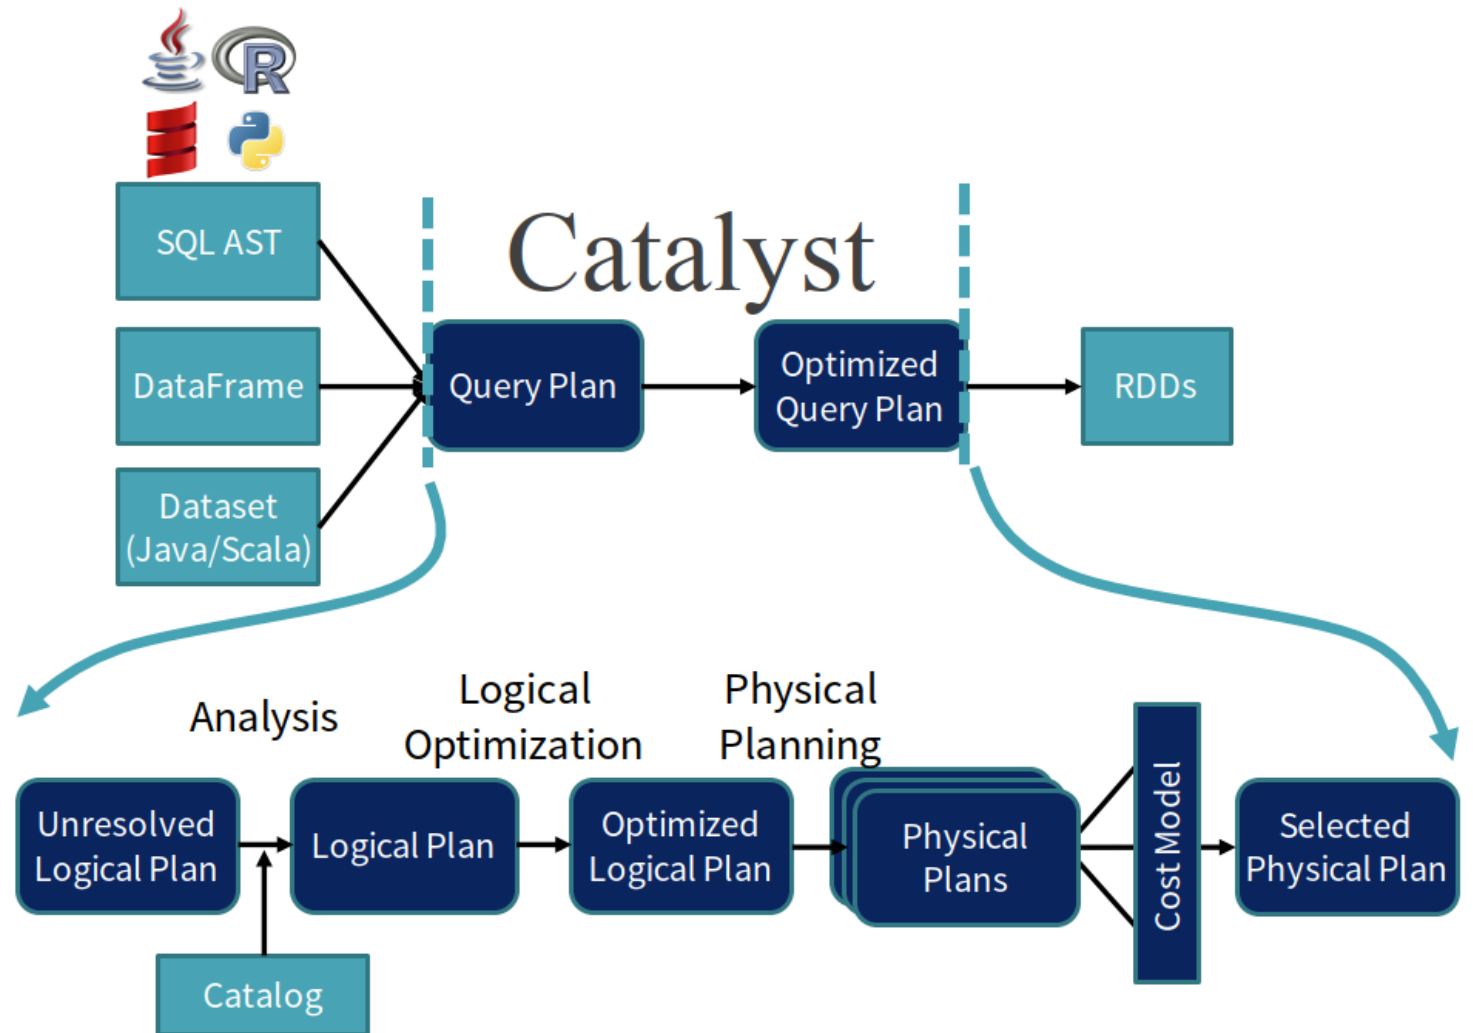 R
SQL AST
Catalyst
DataFrame
Query Plan
Optimized
Query Plan
RDDs
Dataset
(Java/Scala)
Analysis
Logical
Optimization
Physical
Planning
Unresolved
Logical Plan
Logical Plan
Optimized
Logical Plan
Physical
Plans
Cost Model
Selected
Physical Plan
Catalog